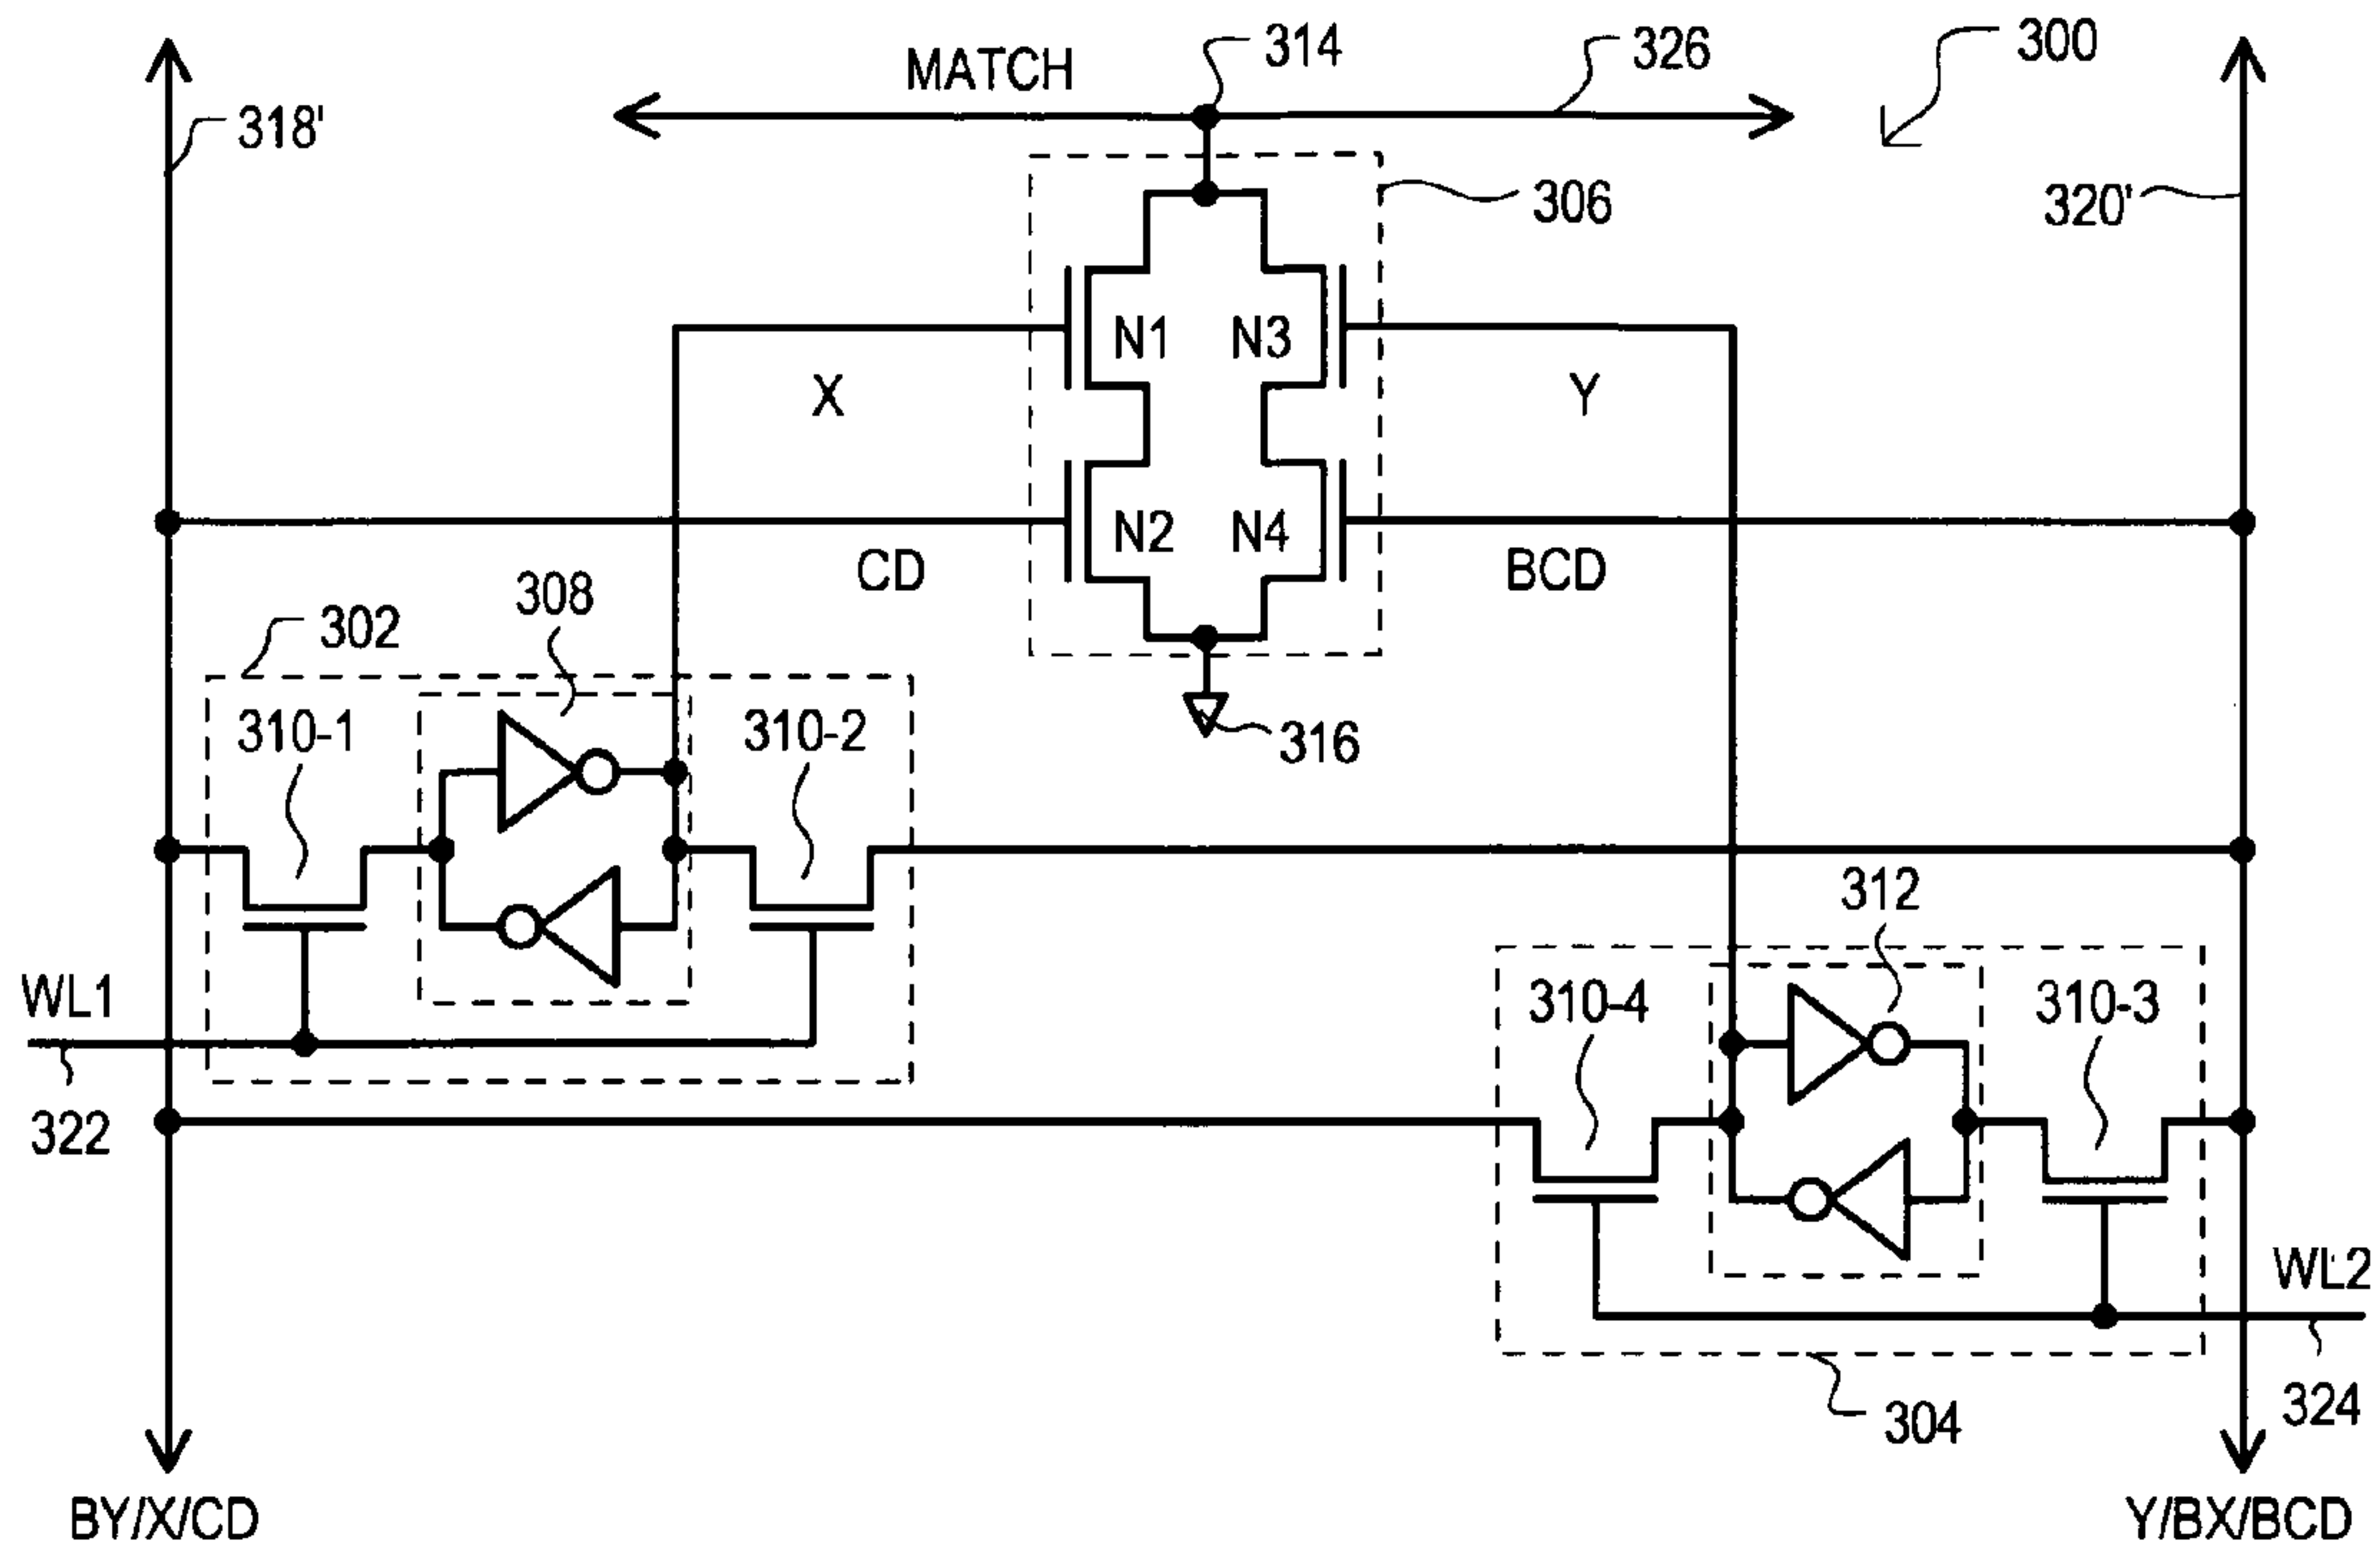 314
326
300
MATCH
318'
306
320'
N1
N3
X
Y
N2
N4
CD
BCD
308
302
310-1
310-2
316
312
WL1
310-4
310-3
322
WL2
324
304
BY/X/CD
Y/BX/BCD